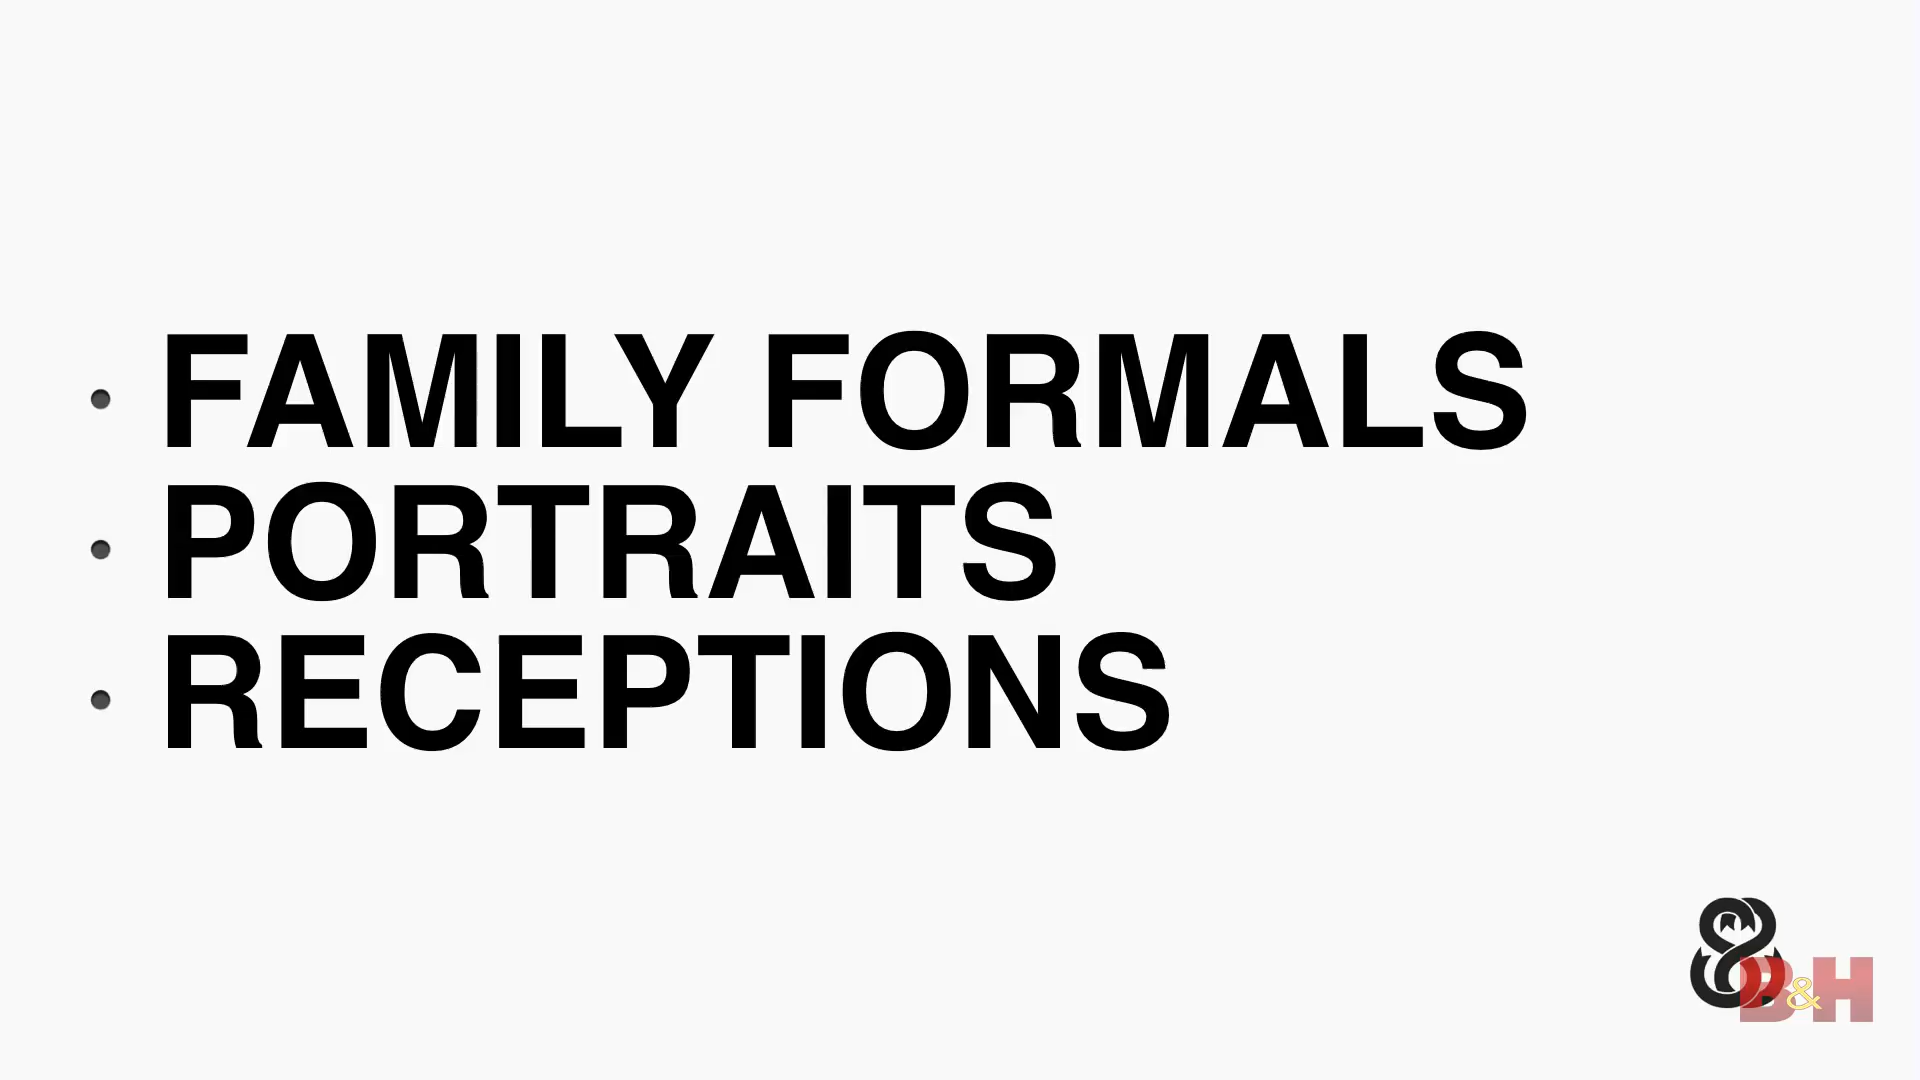 • FAMILY FORMALS
• PORTRAITS
• RECEPTIONS
B&H